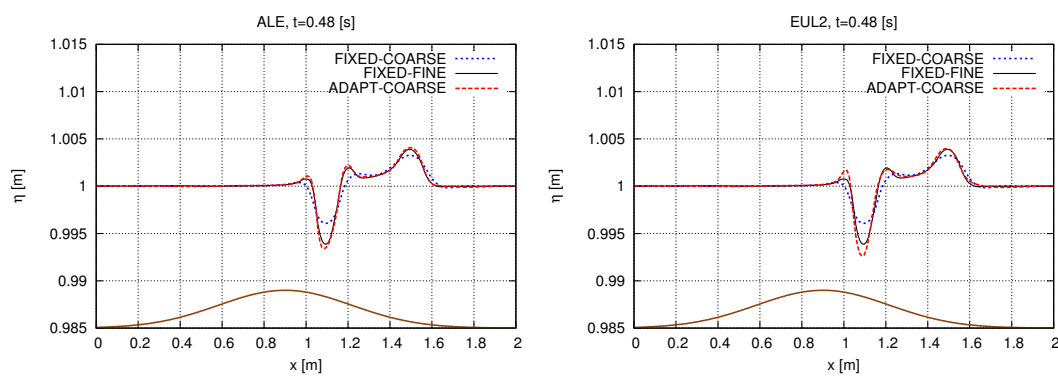 ALE, t=0.48 [s]
1.015
1.01
1.005
1
0.995
0.99
0.985
η [m]
FIXED-COARSE
FIXED-FINE
ADAPT-COARSE
0 0.2 0.4 0.6 0.8 1 1.2 1.4 1.6 1.8 2
x [m]
EUL2, t=0.48 [s]
1.015
1.01
1.005
1
0.995
0.99
0.985
η [m]
FIXED-COARSE
FIXED-FINE
ADAPT-COARSE
0 0.2 0.4 0.6 0.8 1 1.2 1.4 1.6 1.8 2
x [m]